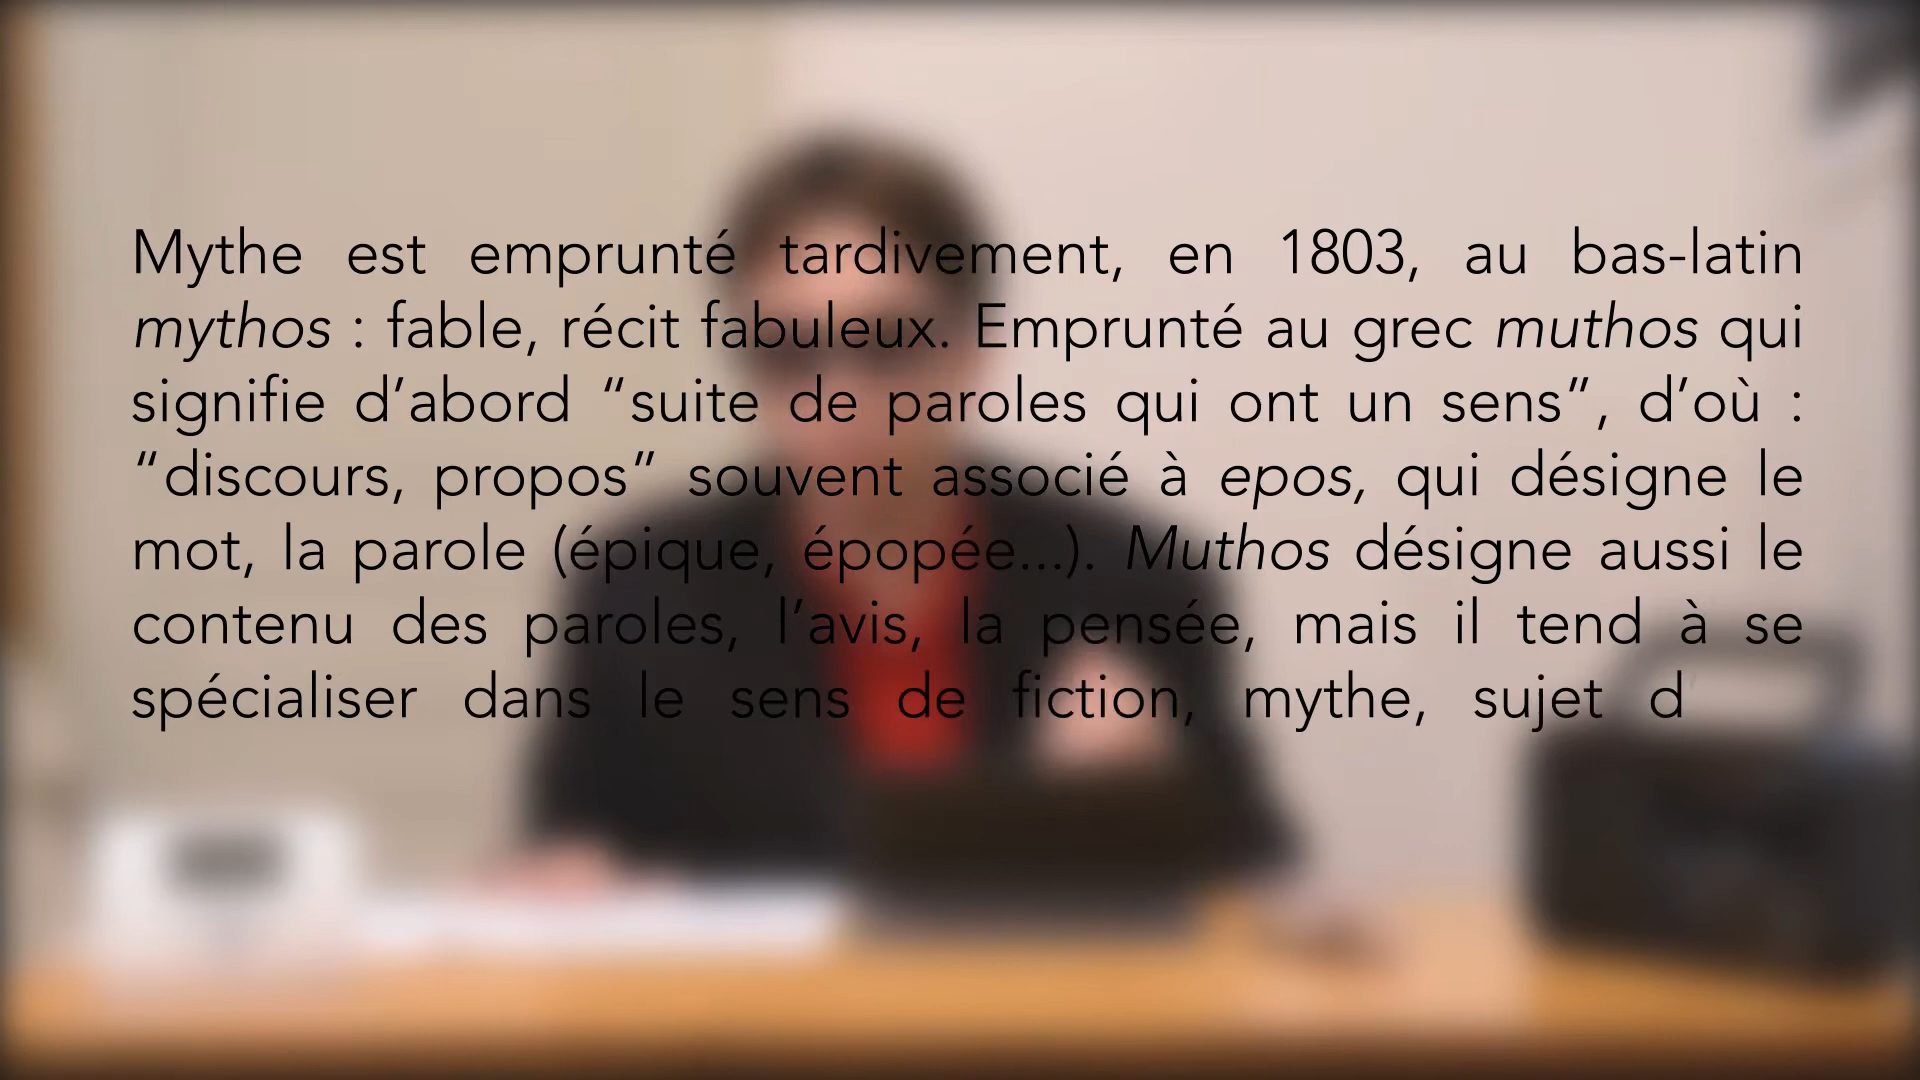 Mythe est emprunté tardivement, en 1803, au bas-latin
mythos : fable, récit fabuleux. Emprunté au grec muthos qui
signifie d’abord “suite de paroles qui ont un sens”, d’où :
“discours, propos” souvent associé à epos, qui désigne le
mot, la parole (épique, épopée...). Muthos désigne aussi le
contenu des paroles, l’avis, la pensée, mais il tend à se
spécialiser dans le sens de fiction, mythe, sujet d